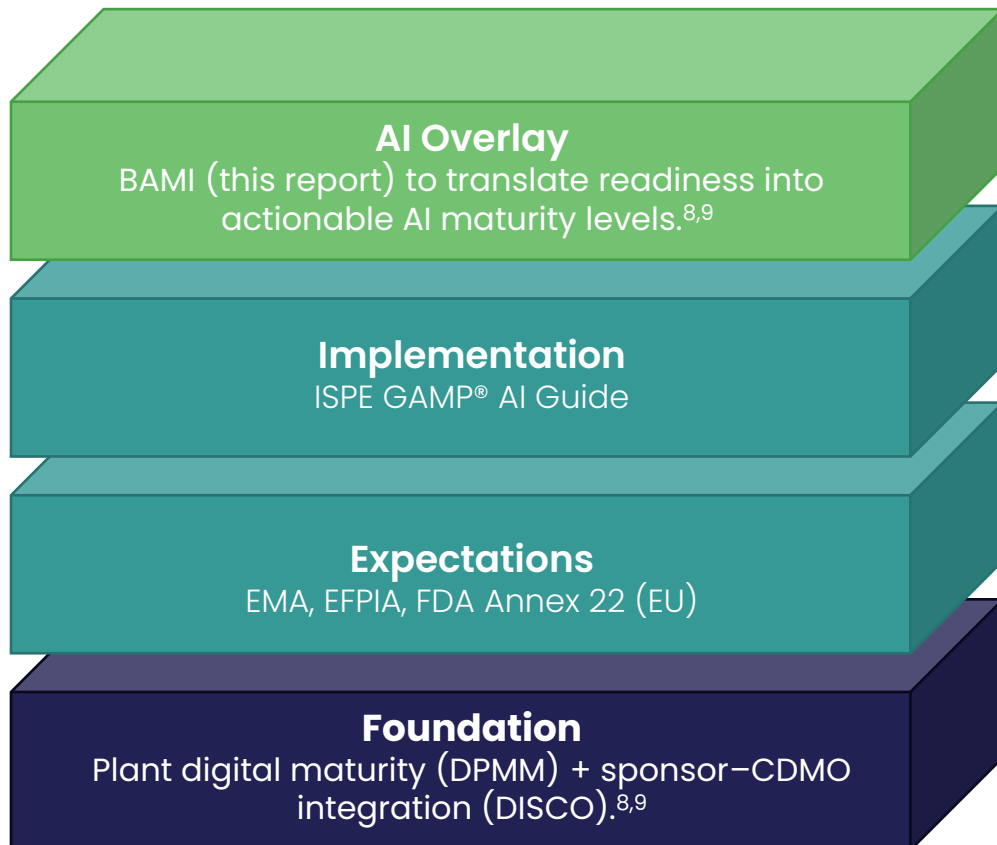 AI Overlay
BAMI (this report) to translate readiness into
actionable AI maturity levels.8,9
Implementation
ISPE GAMP® AI Guide
Expectations
EMA, EFPIA, FDA Annex 22 (EU)
Foundation
Plant digital maturity (DPMM) + sponsor–CDMO
integration (DISCO).8,9